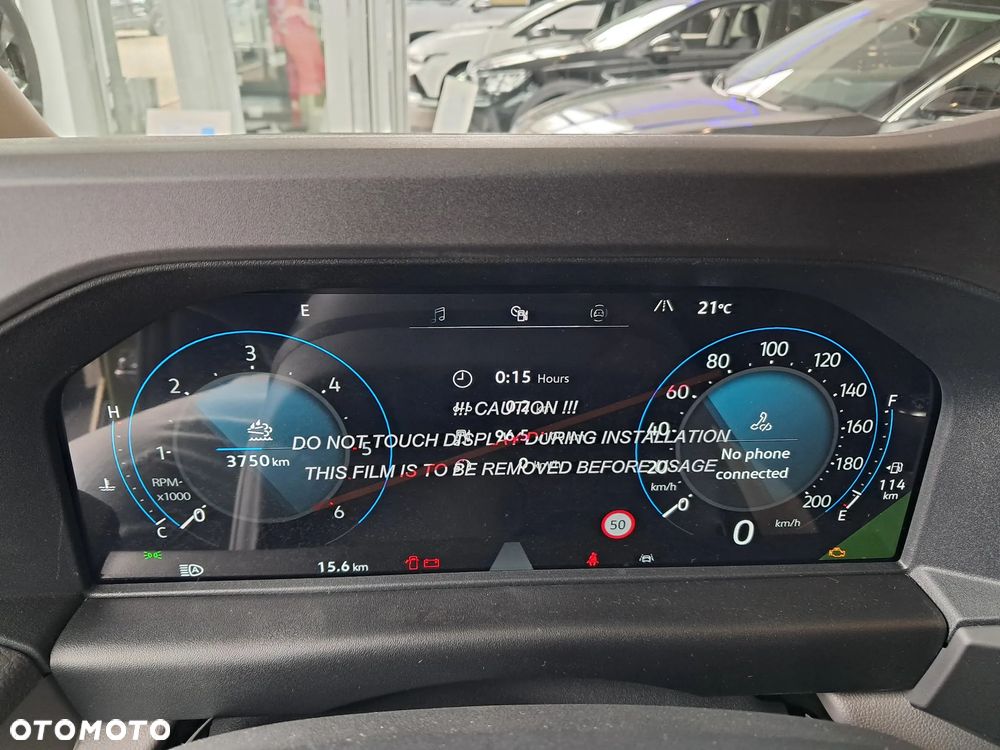 E
21°C
3
100
2
4
80
120
0:15 Hours
60
140
H
!!! CAUTION !!!
F
40
160
1
DO NOT TOUCH DISPLAY DURING INSTALLATION
5
3750 km
No phone
THIS FILM IS TO BE REMOVED BEFORE USAGE
connected
20
180
RPM-
x1000
km/h
114
km
0
6
0
200
E
C
50
0 km/h
15.6 km
OTOMOTO